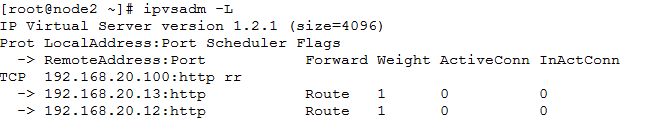 [root@node2 ~]# ipvsadm -L
IP Virtual Server version 1.2.1 (size=4096)
Prot LocalAddress:Port Scheduler Flags
  -> RemoteAddress:Port           Forward Weight ActiveConn InActConn
TCP  192.168.20.100:http rr
  -> 192.168.20.13:http           Route   1      0          0
  -> 192.168.20.12:http           Route   1      0          0